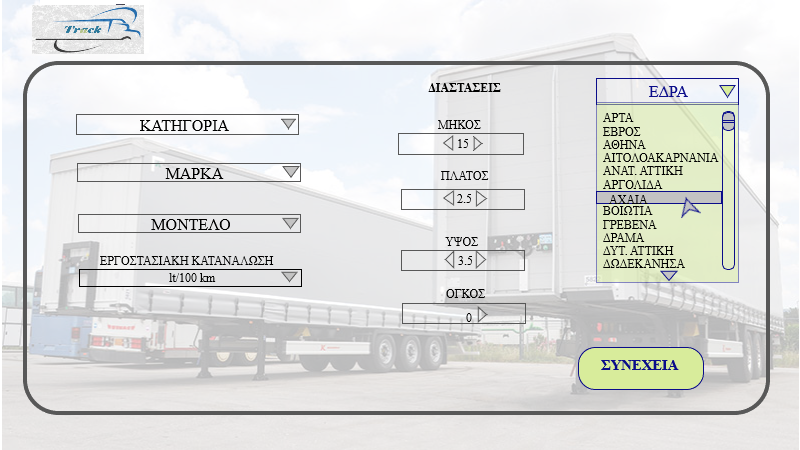 Track
ΚΑΤΗΓΟΡΙΑ
ΜΑΡΚΑ
ΜΟΝΤΕΛΟ
ΕΡΓΟΣΤΑΣΙΑΚΗ ΚΑΤΑΝΑΛΩΣΗ
lt/100 km
ΔΙΑΣΤΑΣΕΙΣ
ΜΗΚΟΣ
15
ΠΛΑΤΟΣ
2.5
ΥΨΟΣ
3.5
ΟΓΚΟΣ
0
ΕΔΡΑ
ΑΡΤΑ
ΕΒΡΟΣ
ΑΘΗΝΑ
ΑΙΤΟΛΟΑΚΑΡΝΑΝΙΑ
ΑΝΑΤ. ΑΤΤΙΚΗ
ΑΡΓΟΛΙΔΑ
ΑΧΑΙΑ
ΒΟΙΩΤΙΑ
ΓΡΕΒΕΝΑ
ΔΡΑΜΑ
ΔΥΤ. ΑΤΤΙΚΗ
ΔΩΔΕΚΑΝΗΣΑ
ΣΥΝΕΧΕΙΑ